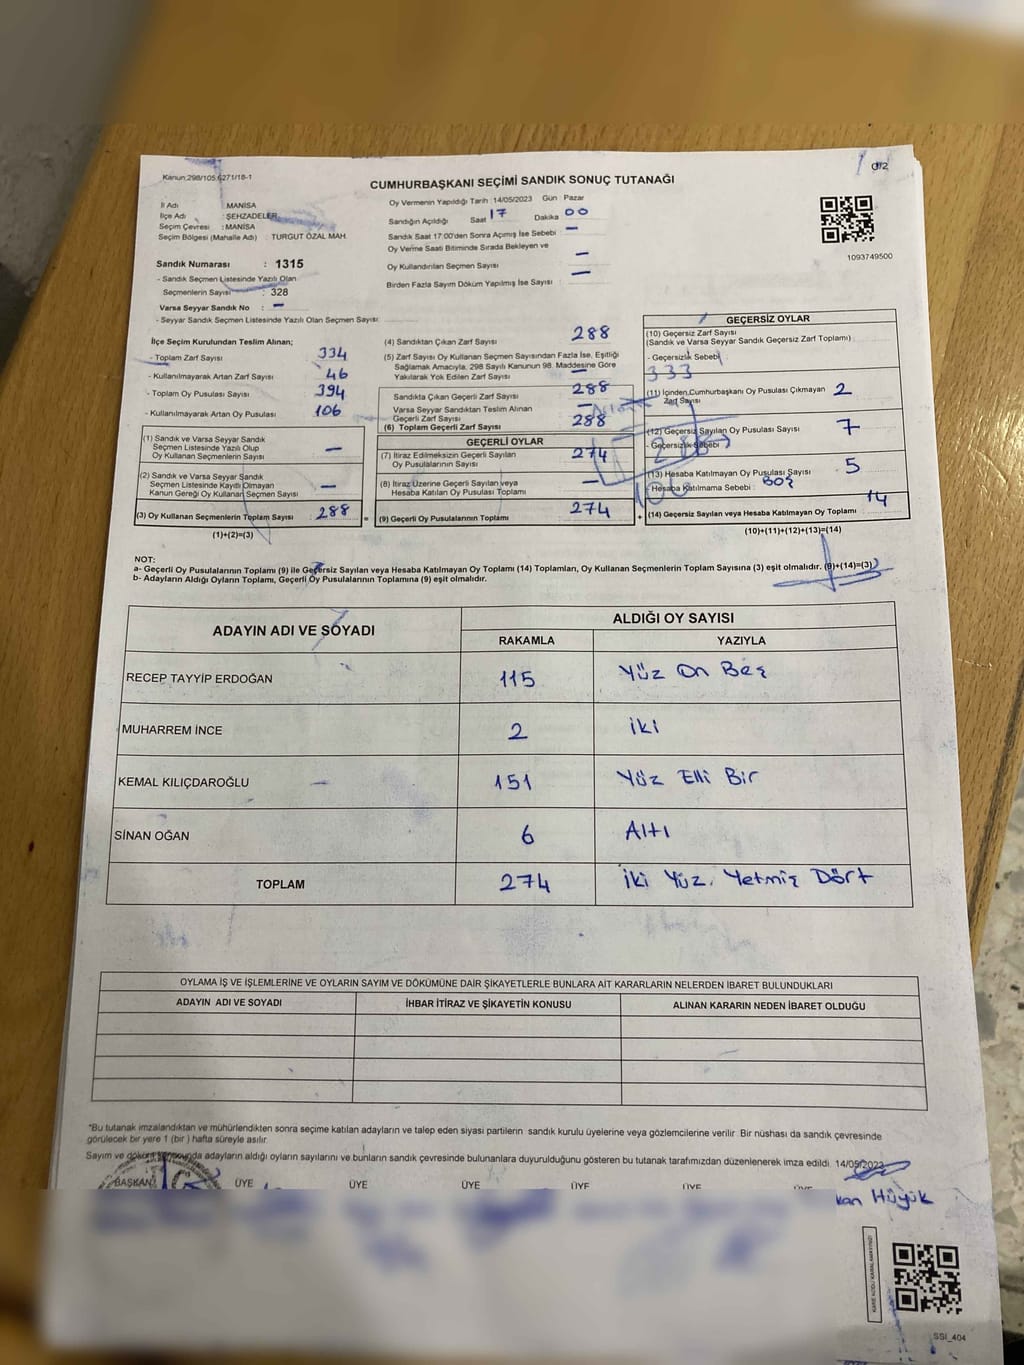 Kanun:298/105.6271/18-1
0/2
CUMHURBAŞKANI SEÇİMİ SANDIK SONUÇ TUTANAĞI
İl Adı : MANİSA
İlçe Adı : ŞEHZADELER
Seçim Çevresi : MANİSA
Seçim Bölgesi (Mahalle Adı) : TURGUT ÖZAL MAH.
Sandık Numarası : 1315
- Sandık Seçmen Listesinde Yazılı Olan
Seçmenlerin Sayısı : 328
Varsa Seyyar Sandık No : –
- Seyyar Sandık Seçmen Listesinde Yazılı Olan Seçmen Sayısı:
Oy Vermenin Yapıldığı Tarih :14/05/2023 Gün Pazar
Sandığın Açıldığı Saat 17 Dakika 00
Sandık Saat 17:00'den Sonra Açılmış İse Sebebi –
Oy Verme Saati Bitiminde Sırada Bekleyen ve
Oy Kullandırılan Seçmen Sayısı –
Birden Fazla Sayım Döküm Yapılmış İse Sayısı –
1093749500
İlçe Seçim Kurulundan Teslim Alınan;
- Toplam Zarf Sayısı 334
- Kullanılmayarak Artan Zarf Sayısı 46
- Toplam Oy Pusulası Sayısı 394
- Kullanılmayarak Artan Oy Pusulası 106
(1) Sandık ve Varsa Seyyar Sandık
Seçmen Listesinde Yazılı Olup
Oy Kullanan Seçmenlerin Sayısı –
(2) Sandık ve Varsa Seyyar Sandık
Seçmen Listesinde Kayıtlı Olmayan
Kanun Gereği Oy Kullanan Seçmen Sayısı –
(3) Oy Kullanan Seçmenlerin Toplam Sayısı 288 =
(1)+(2)=(3)
(4) Sandıktan Çıkan Zarf Sayısı 288
(5) Zarf Sayısı Oy Kullanan Seçmen Sayısından Fazla İse, Eşitliği
Sağlamak Amacıyla, 298 Sayılı Kanunun 98. Maddesine Göre
Yakılarak Yok Edilen Zarf Sayısı –
Sandıkta Çıkan Geçerli Zarf Sayısı 288
Varsa Seyyar Sandıktan Teslim Alınan
Geçerli Zarf Sayısı –
(6) Toplam Geçerli Zarf Sayısı 288
GEÇERLİ OYLAR
(7) İtiraz Edilmeksizin Geçerli Sayılan
Oy Pusulalarının Sayısı 274
(8) İtiraz Üzerine Geçerli Sayılan veya
Hesaba Katılan Oy Pusulası Toplamı –
(9) Geçerli Oy Pusulalarının Toplamı 274 +
GEÇERSİZ OYLAR
(10) Geçersiz Zarf Sayısı
(Sandık ve Varsa Seyyar Sandık Geçersiz Zarf Toplamı)
- Geçersizlik Sebebi
333
(11) İçinden Cumhurbaşkanı Oy Pusulası Çıkmayan
Zarf Sayısı 2
(12) Geçersiz Sayılan Oy Pusulası Sayısı 7
- Geçersizlik Sebebi
288
(13) Hesaba Katılmayan Oy Pusulası Sayısı 5
Hesaba Katılmama Sebebi : BOŞ
106
(14) Geçersiz Sayılan veya Hesaba Katılmayan Oy Toplamı 14
(10)+(11)+(12)+(13)=(14)
NOT:
a- Geçerli Oy Pusulalarının Toplamı (9) ile Geçersiz Sayılan veya Hesaba Katılmayan Oy Toplamı (14) Toplamları, Oy Kullanan Seçmenlerin Toplam Sayısına (3) eşit olmalıdır. (9)+(14)=(3)
b- Adayların Aldığı Oyların Toplamı, Geçerli Oy Pusulalarının Toplamına (9) eşit olmalıdır.
ADAYIN ADI VE SOYADI
ALDIĞI OY SAYISI
RAKAMLA YAZIYLA
RECEP TAYYİP ERDOĞAN 115 Yüz On Beş
MUHARREM İNCE 2 İki
KEMAL KILIÇDAROĞLU 151 Yüz Elli Bir
SİNAN OĞAN 6 Altı
TOPLAM 274 İki Yüz. Yetmiş Dört
OYLAMA İŞ VE İŞLEMLERİNE VE OYLARIN SAYIM VE DÖKÜMÜNE DAİR ŞİKAYETLERLE BUNLARA AİT KARARLARIN NELERDEN İBARET BULUNDUKLARI
ADAYIN ADI VE SOYADI İHBAR İTİRAZ VE ŞİKAYETİN KONUSU ALINAN KARARIN NEDEN İBARET OLDUĞU
*Bu tutanak imzalandıktan ve mühürlendikten sonra seçime katılan adayların ve talep eden siyasi partilerin sandık kurulu üyelerine veya gözlemcilerine verilir. Bir nüshası da sandık çevresinde
görülecek bir yere 1 (bir) hafta süreyle asılır.
Sayım ve döküm sonunda adayların aldığı oyların sayılarını ve bunların sandık çevresinde bulunanlara duyurulduğunu gösteren bu tutanak tarafımızdan düzenlenerek imza edildi. 14/05/2023
BAŞKAN ÜYE ÜYE ÜYE ÜYE ÜYE
Hüyük
SSI_404